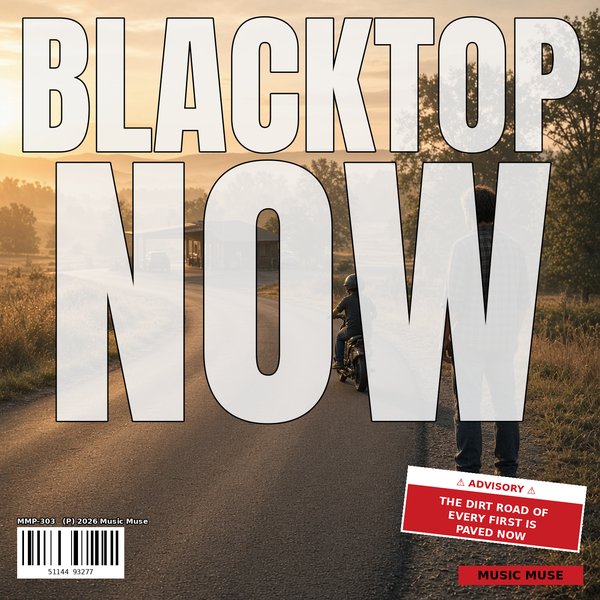 BLACKTOP
NOW
⚠ ADVISORY ⚠
THE DIRT ROAD OF
EVERY FIRST IS
PAVED NOW
MMP-303 (P) 2026 Music Muse
51144 93277
MUSIC MUSE